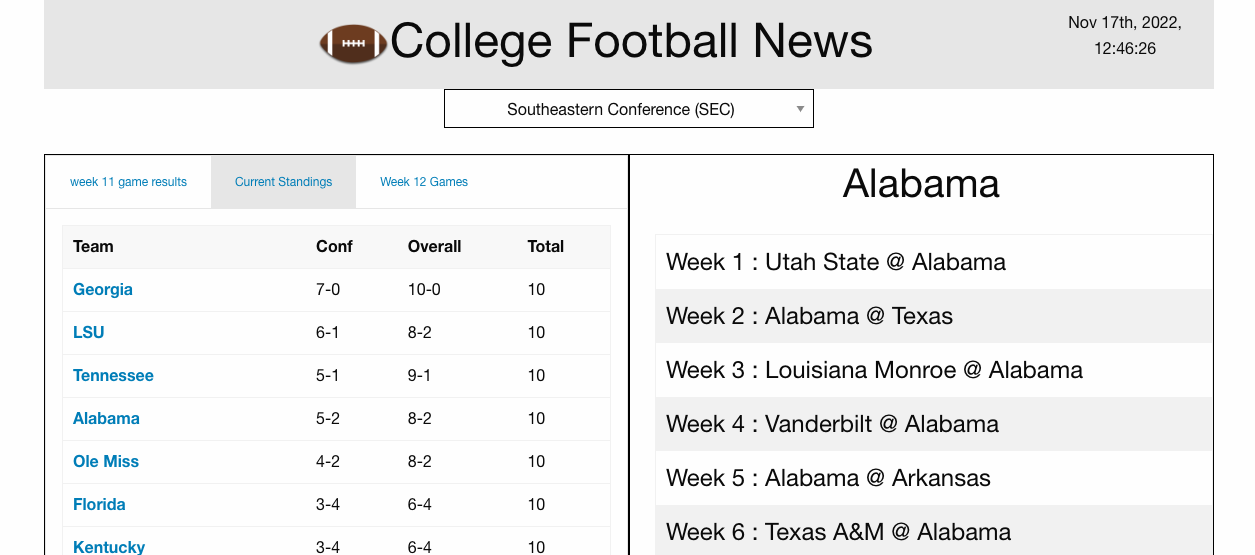 College Football News
Nov 17th, 2022,
12:46:26
Southeastern Conference (SEC)
week 11 game results Current Standings Week 12 Games
Team Conf Overall Total
Georgia 7-0 10-0 10
LSU 6-1 8-2 10
Tennessee 5-1 9-1 10
Alabama 5-2 8-2 10
Ole Miss 4-2 8-2 10
Florida 3-4 6-4 10
Kentucky 3-4 6-4 10
Alabama
Week 1 : Utah State @ Alabama
Week 2 : Alabama @ Texas
Week 3 : Louisiana Monroe @ Alabama
Week 4 : Vanderbilt @ Alabama
Week 5 : Alabama @ Arkansas
Week 6 : Texas A&M @ Alabama